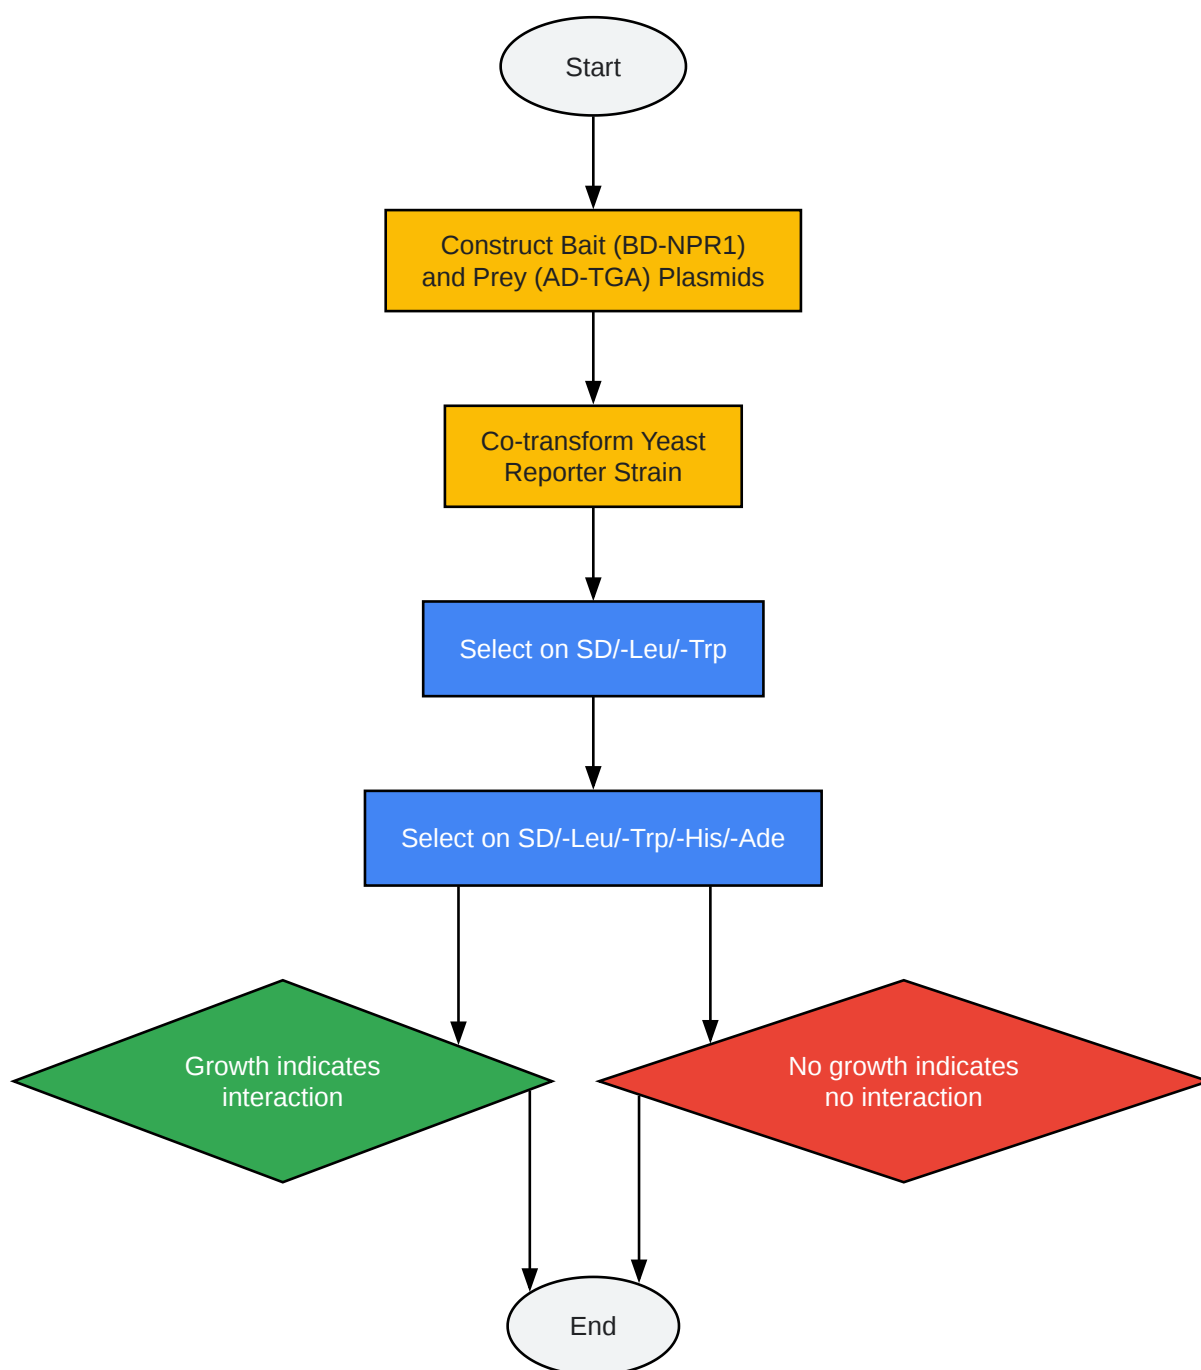 Start
Construct Bait (BD-NPR1)
and Prey (AD-TGA) Plasmids
Co-transform Yeast
Reporter Strain
Select on SD/-Leu/-Trp
Select on SD/-Leu/-Trp/-His/-Ade
Growth indicates
interaction
No growth indicates
no interaction
End